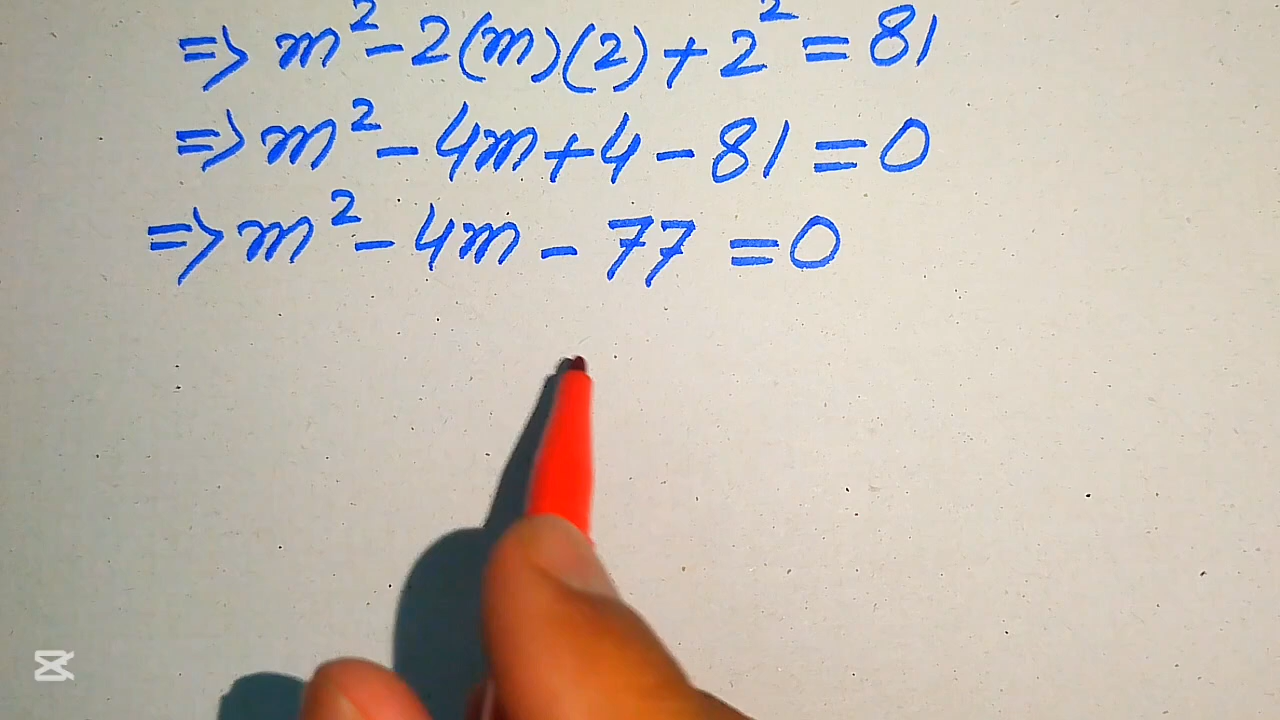 => m² - 2(m)(2) + 2² = 81
=> m² - 4m + 4 - 81 = 0
=> m² - 4m - 77 = 0